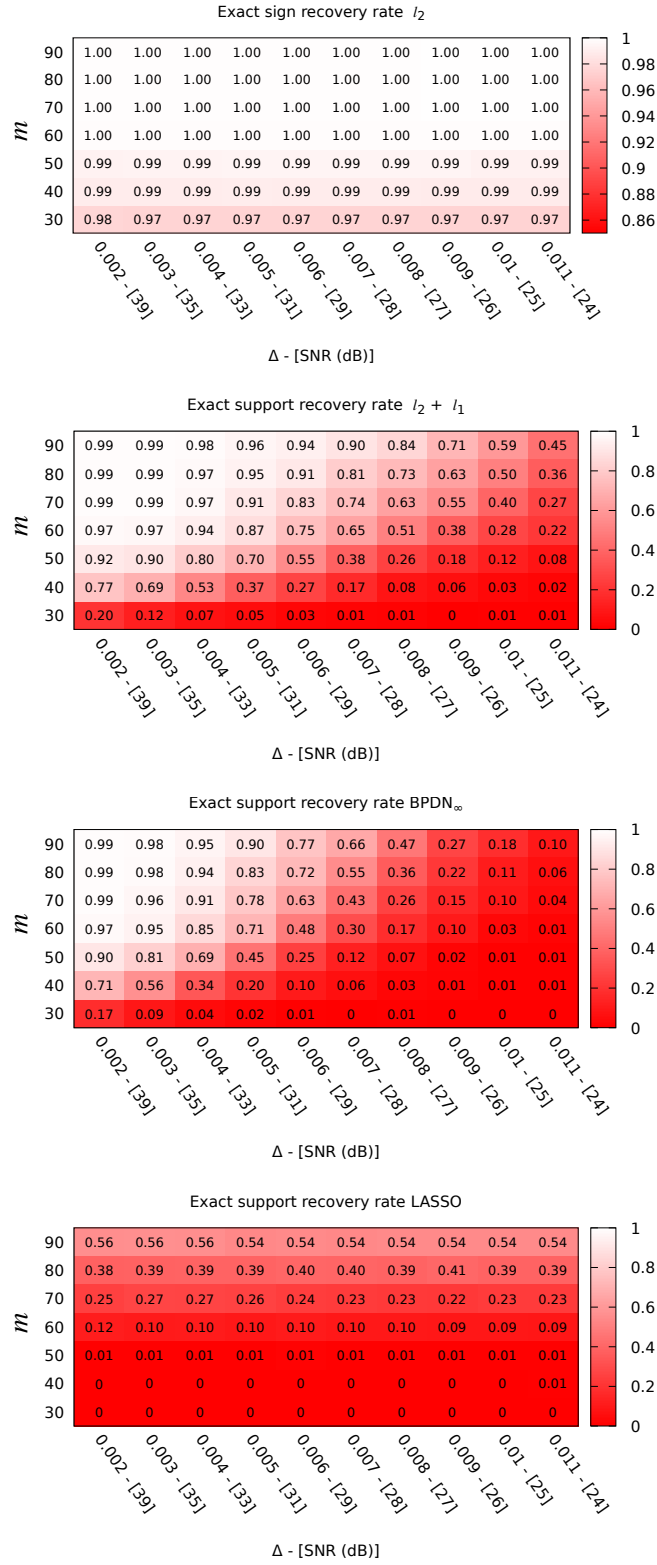 Exact sign recovery rate l₂
90 1.00 1.00 1.00 1.00 1.00 1.00 1.00 1.00 1.00 1.00 1
80 1.00 1.00 1.00 1.00 1.00 1.00 1.00 1.00 1.00 1.00 0.98
70 1.00 1.00 1.00 1.00 1.00 1.00 1.00 1.00 1.00 1.00 0.96
m 60 1.00 1.00 1.00 1.00 1.00 1.00 1.00 1.00 1.00 1.00 0.94
0.92
50 0.99 0.99 0.99 0.99 0.99 0.99 0.99 0.99 0.99 0.99 0.9
40 0.99 0.99 0.99 0.99 0.99 0.99 0.99 0.99 0.99 0.99 0.88
30 0.98 0.97 0.97 0.97 0.97 0.97 0.97 0.97 0.97 0.97 0.86
0.002 - [39] 0.003 - [35] 0.004 - [33] 0.005 - [31] 0.006 - [29] 0.007 - [28] 0.008 - [27] 0.009 - [26] 0.01 - [25] 0.011 - [24]
Δ - [SNR (dB)]
Exact support recovery rate l₂ + l₁
90 0.99 0.99 0.98 0.96 0.94 0.90 0.84 0.71 0.59 0.45 1
80 0.99 0.99 0.97 0.95 0.91 0.81 0.73 0.63 0.50 0.36 0.8
70 0.99 0.99 0.97 0.91 0.83 0.74 0.63 0.55 0.40 0.27 0.6
m 60 0.97 0.97 0.94 0.87 0.75 0.65 0.51 0.38 0.28 0.22
50 0.92 0.90 0.80 0.70 0.55 0.38 0.26 0.18 0.12 0.08 0.4
40 0.77 0.69 0.53 0.37 0.27 0.17 0.08 0.06 0.03 0.02 0.2
30 0.20 0.12 0.07 0.05 0.03 0.01 0.01 0 0.01 0.01 0
0.002 - [39] 0.003 - [35] 0.004 - [33] 0.005 - [31] 0.006 - [29] 0.007 - [28] 0.008 - [27] 0.009 - [26] 0.01 - [25] 0.011 - [24]
Δ - [SNR (dB)]
Exact support recovery rate BPDN∞
90 0.99 0.98 0.95 0.90 0.77 0.66 0.47 0.27 0.18 0.10 1
80 0.99 0.98 0.94 0.83 0.72 0.55 0.36 0.22 0.11 0.06 0.8
70 0.99 0.96 0.91 0.78 0.63 0.43 0.26 0.15 0.10 0.04 0.6
m 60 0.97 0.95 0.85 0.71 0.48 0.30 0.17 0.10 0.03 0.01
50 0.90 0.81 0.69 0.45 0.25 0.12 0.07 0.02 0.01 0.01 0.4
40 0.71 0.56 0.34 0.20 0.10 0.06 0.03 0.01 0.01 0.01 0.2
30 0.17 0.09 0.04 0.02 0.01 0 0.01 0 0 0 0
0.002 - [39] 0.003 - [35] 0.004 - [33] 0.005 - [31] 0.006 - [29] 0.007 - [28] 0.008 - [27] 0.009 - [26] 0.01 - [25] 0.011 - [24]
Δ - [SNR (dB)]
Exact support recovery rate LASSO
90 0.56 0.56 0.56 0.54 0.54 0.54 0.54 0.54 0.54 0.54 1
80 0.38 0.39 0.39 0.39 0.40 0.40 0.39 0.41 0.39 0.39 0.8
70 0.25 0.27 0.27 0.26 0.24 0.23 0.23 0.22 0.23 0.23 0.6
m 60 0.12 0.10 0.10 0.10 0.10 0.10 0.10 0.09 0.09 0.09
50 0.01 0.01 0.01 0.01 0.01 0.01 0.01 0.01 0.01 0.01 0.4
40 0 0 0 0 0 0 0 0 0 0.01 0.2
30 0 0 0 0 0 0 0 0 0 0 0
0.002 - [39] 0.003 - [35] 0.004 - [33] 0.005 - [31] 0.006 - [29] 0.007 - [28] 0.008 - [27] 0.009 - [26] 0.01 - [25] 0.011 - [24]
Δ - [SNR (dB)]